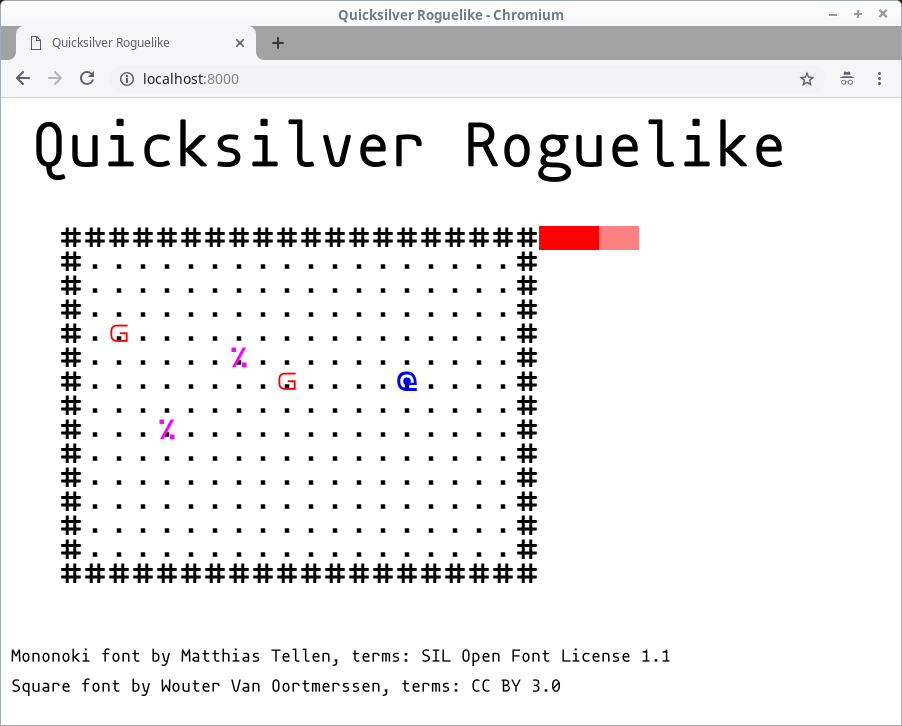 Quicksilver Roguelike - Chromium
Quicksilver Roguelike
localhost:8000
Quicksilver Roguelike
####################
#..................#
#..................#
#..................#
#.G................#
#......%...........#
#........G....@....#
#..................#
#...%..............#
#..................#
#..................#
#..................#
#..................#
#..................#
####################
Mononoki font by Matthias Tellen, terms: SIL Open Font License 1.1
Square font by Wouter Van Oortmerssen, terms: CC BY 3.0